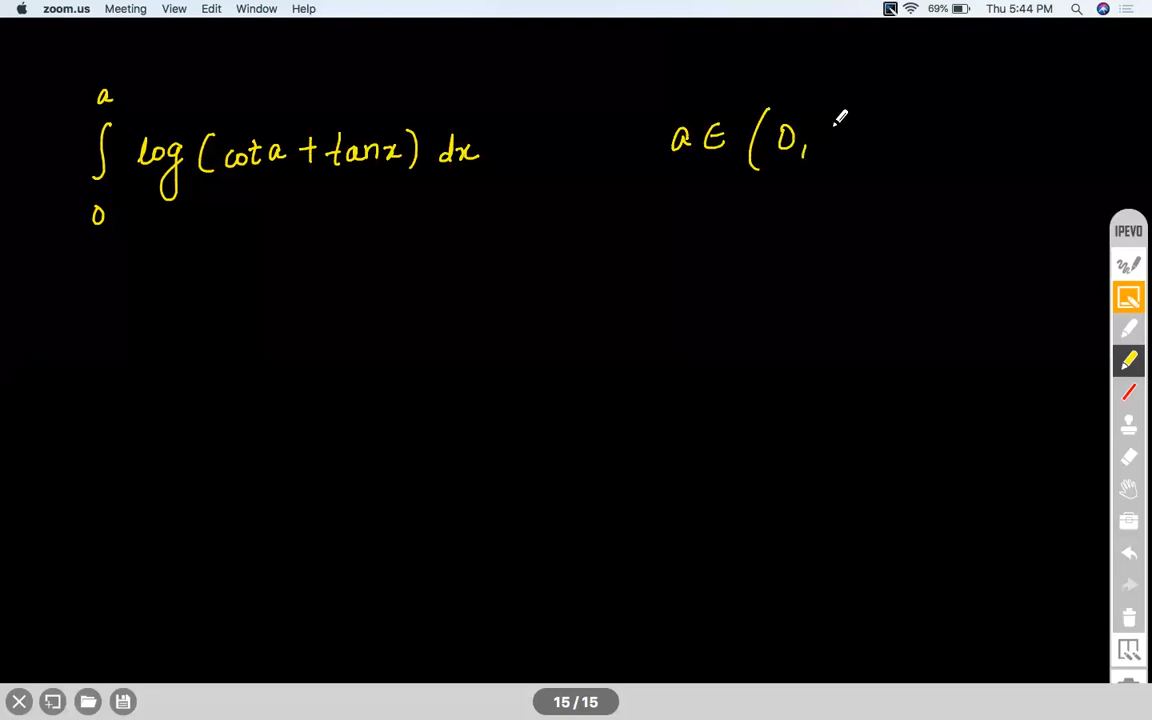 zoom.us Meeting View Edit Window Help 69% Thu 5:44 PM
a
∫ log (cot a + tan x) dx a ∈ (0,
0
IPEVO
15 / 15